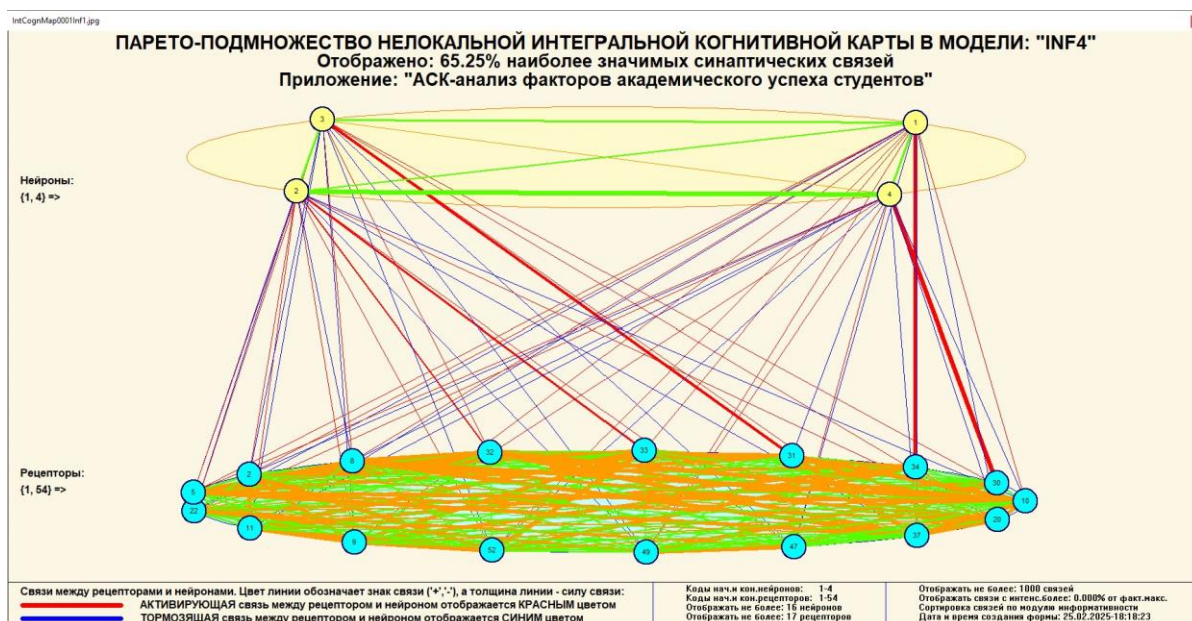 IntCognMap0001Inf1.jpg
ПАРЕТО-ПОДМНОЖЕСТВО НЕЛОКАЛЬНОЙ ИНТЕГРАЛЬНОЙ КОГНИТИВНОЙ КАРТЫ В МОДЕЛИ: "INF4"
Отображено: 65.25% наиболее значимых синаптических связей
Приложение: "АСК-анализ факторов академического успеха студентов"
3
1
Нейроны:
{1, 4} =>
2
4
32
33
31
Рецепторы:
{1, 54} =>
2
8
34
30
5
10
22
11
9
52
49
47
37
20
Связи между рецепторами и нейронами. Цвет линии обозначает знак связи ('+','-'), а толщина линии - силу связи:
АКТИВИРУЮЩАЯ связь между рецептором и нейроном отображается КРАСНЫМ цветом
ТОРМОЗЯЩАЯ связь между рецептором и нейроном отображается СИНИМ цветом
Коды нач.и кон.нейронов: 1-4
Коды нач.и кон.рецепторов: 1-54
Отображать не более: 16 нейронов
Отображать не более: 17 рецепторов
Отображать не более: 1000 связей
Отображать связи с интенс.более: 0.000% от факт.макс.
Сортировка связей по модулю информативности
Дата и время создания формы: 25.02.2025-18:18:23